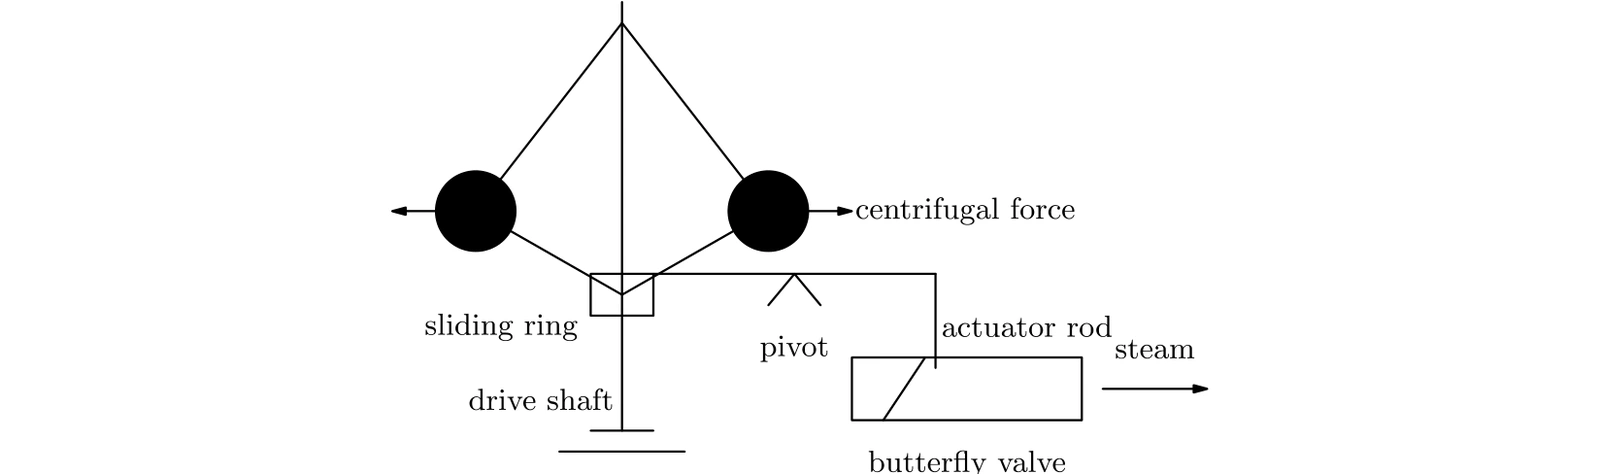 centrifugal force
sliding ring
actuator rod
pivot
steam
drive shaft
butterfly valve